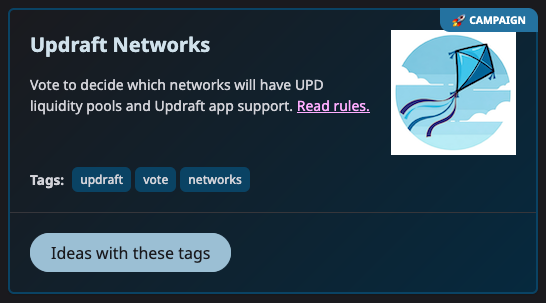 🚀 CAMPAIGN
Updraft Networks
Vote to decide which networks will have UPD
liquidity pools and Updraft app support. Read rules.
Tags: updraft vote networks
Ideas with these tags